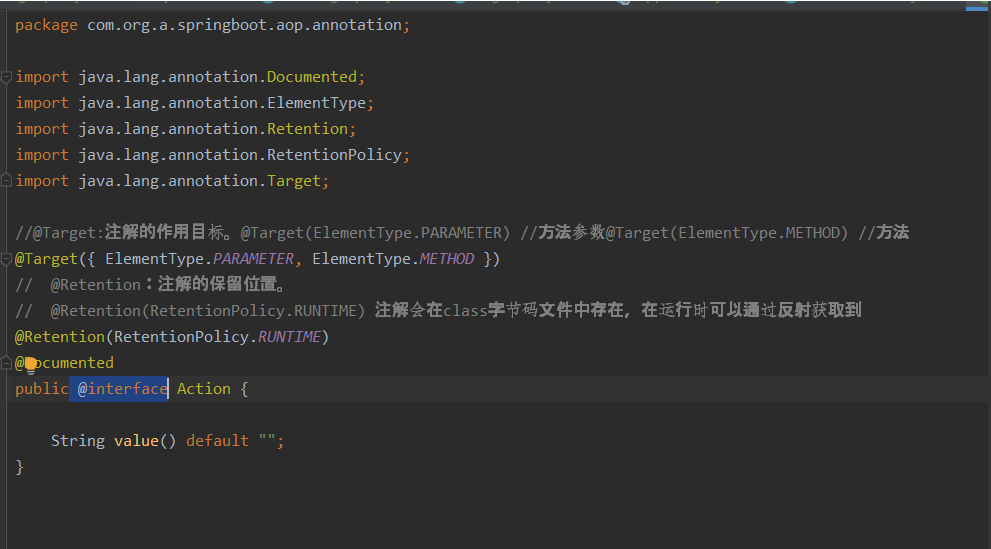 package com.org.a.springboot.aop.annotation;
import java.lang.annotation.Documented;
import java.lang.annotation.ElementType;
import java.lang.annotation.Retention;
import java.lang.annotation.RetentionPolicy;
import java.lang.annotation.Target;
//@Target:注解的作用目标。@Target(ElementType.PARAMETER) //方法参数@Target(ElementType.METHOD) //方法
@Target({ ElementType.PARAMETER, ElementType.METHOD })
//  @Retention：注解的保留位置。
//  @Retention(RetentionPolicy.RUNTIME) 注解会在class字节码文件中存在，在运行时可以通过反射获取到
@Retention(RetentionPolicy.RUNTIME)
@Documented
public @interface Action {
    String value() default "";
}